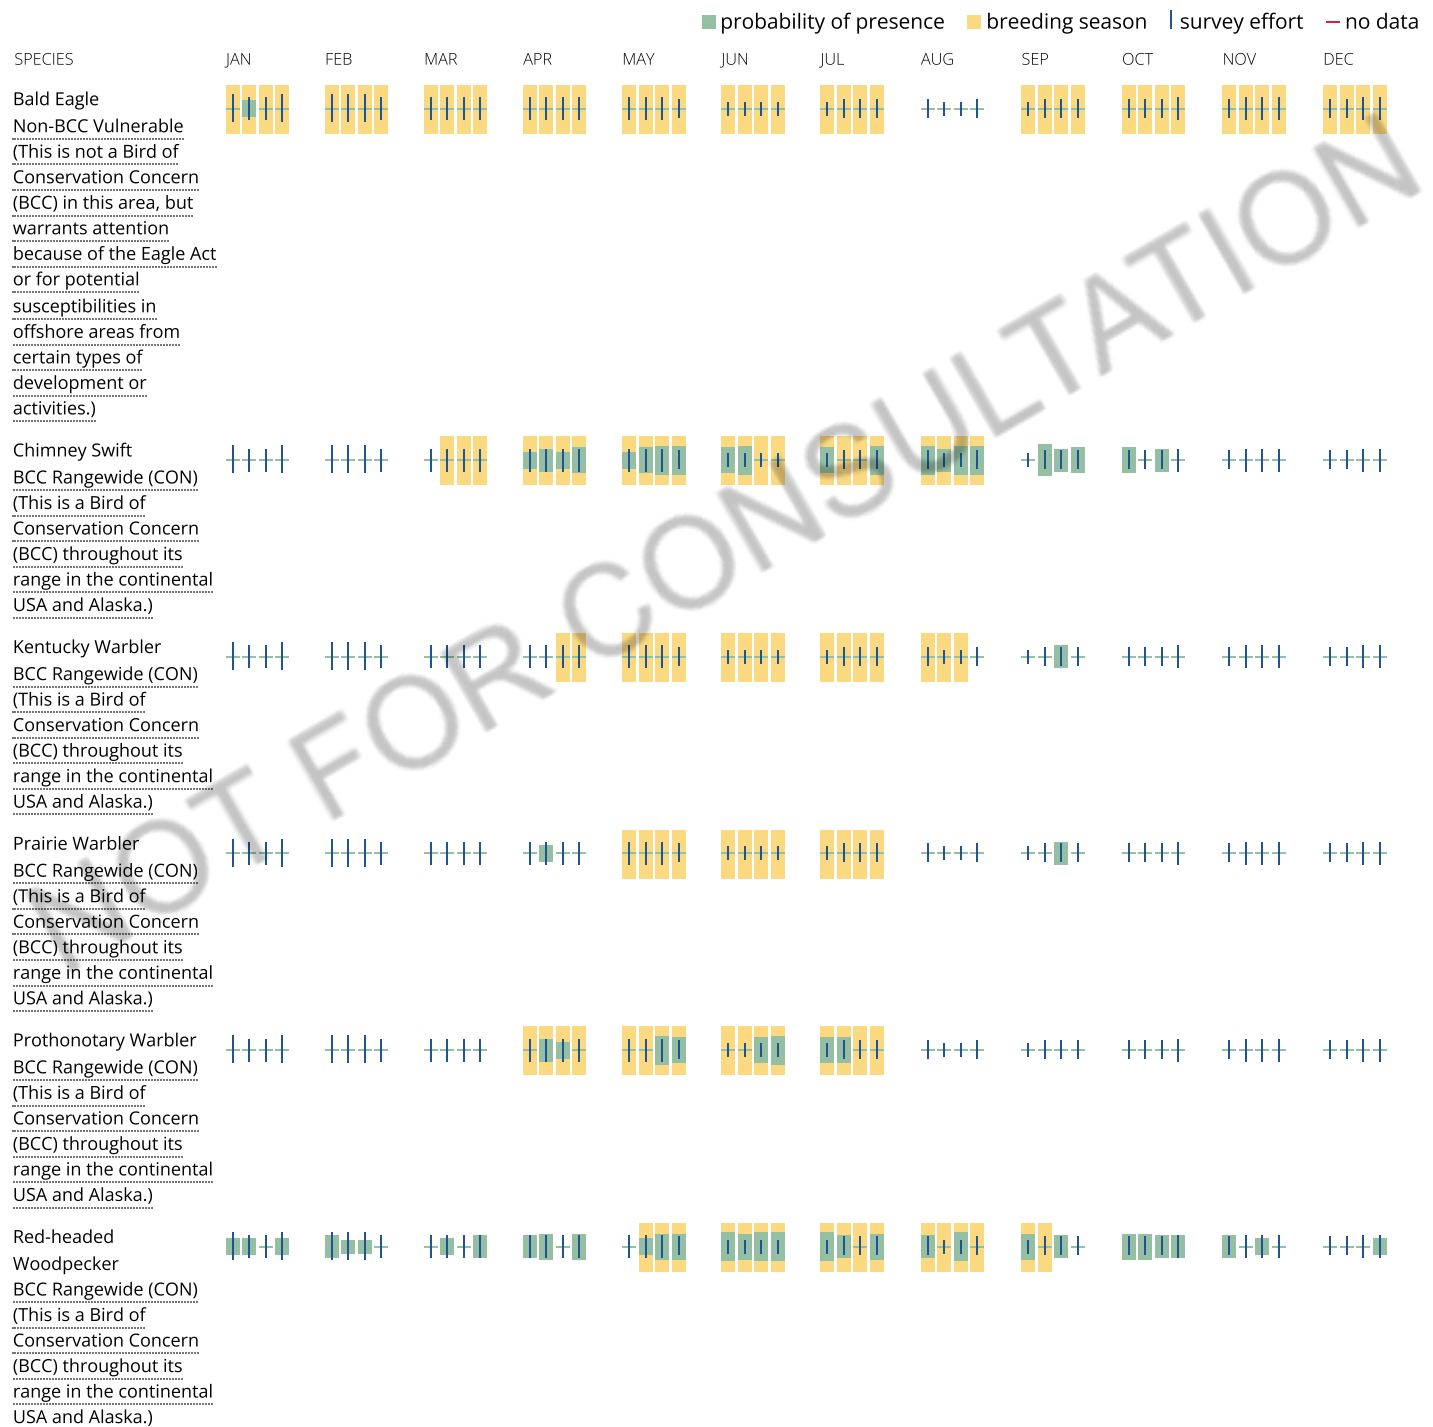 probability of presence breeding season survey effort no data
SPECIES JAN FEB MAR APR MAY JUN JUL AUG SEP OCT NOV DEC
Bald Eagle
Non-BCC Vulnerable
(This is not a Bird of
Conservation Concern
(BCC) in this area, but
warrants attention
because of the Eagle Act
or for potential
susceptibilities in
offshore areas from
certain types of
development or
activities.)
Chimney Swift
BCC Rangewide (CON)
(This is a Bird of
Conservation Concern
(BCC) throughout its
range in the continental
USA and Alaska.)
Kentucky Warbler
BCC Rangewide (CON)
(This is a Bird of
Conservation Concern
(BCC) throughout its
range in the continental
USA and Alaska.)
Prairie Warbler
BCC Rangewide (CON)
(This is a Bird of
Conservation Concern
(BCC) throughout its
range in the continental
USA and Alaska.)
Prothonotary Warbler
BCC Rangewide (CON)
(This is a Bird of
Conservation Concern
(BCC) throughout its
range in the continental
USA and Alaska.)
Red-headed
Woodpecker
BCC Rangewide (CON)
(This is a Bird of
Conservation Concern
(BCC) throughout its
range in the continental
USA and Alaska.)
NOT FOR CONSULTATION